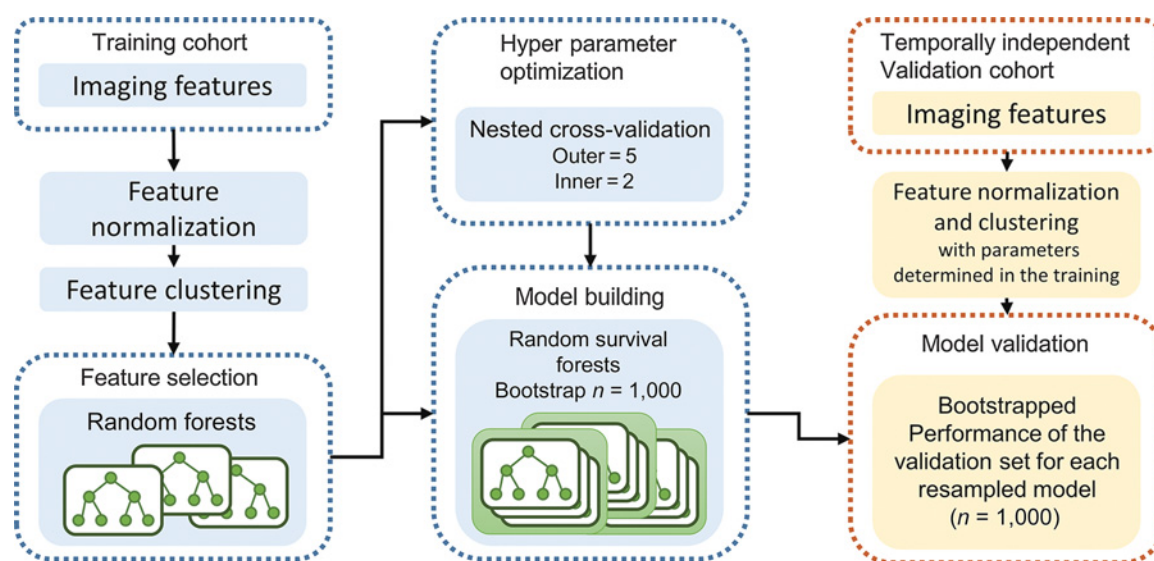 Training cohort
Imaging features
Feature
normalization
Feature clustering
Feature selection
Random forests
Hyper parameter
optimization
Nested cross-validation
Outer = 5
Inner = 2
Model building
Random survival
forests
Bootstrap n = 1,000
Temporally independent
Validation cohort
Imaging features
Feature normalization
and clustering
with parameters
determined in the training
Model validation
Bootstrapped
Performance of the
validation set for each
resampled model
(n = 1,000)